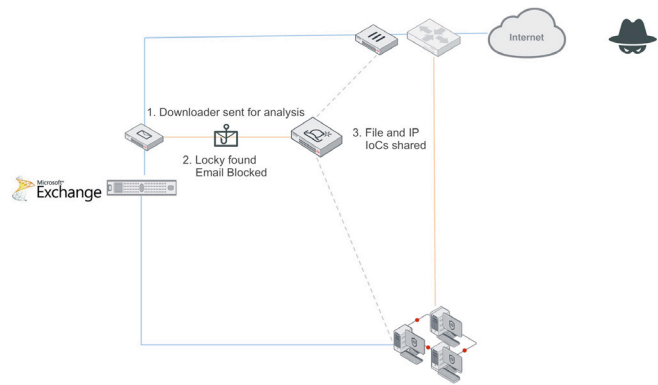 Internet
1. Downloader sent for analysis
2. Locky found
Email Blocked
3. File and IP
IoCs shared
Microsoft®
Exchange